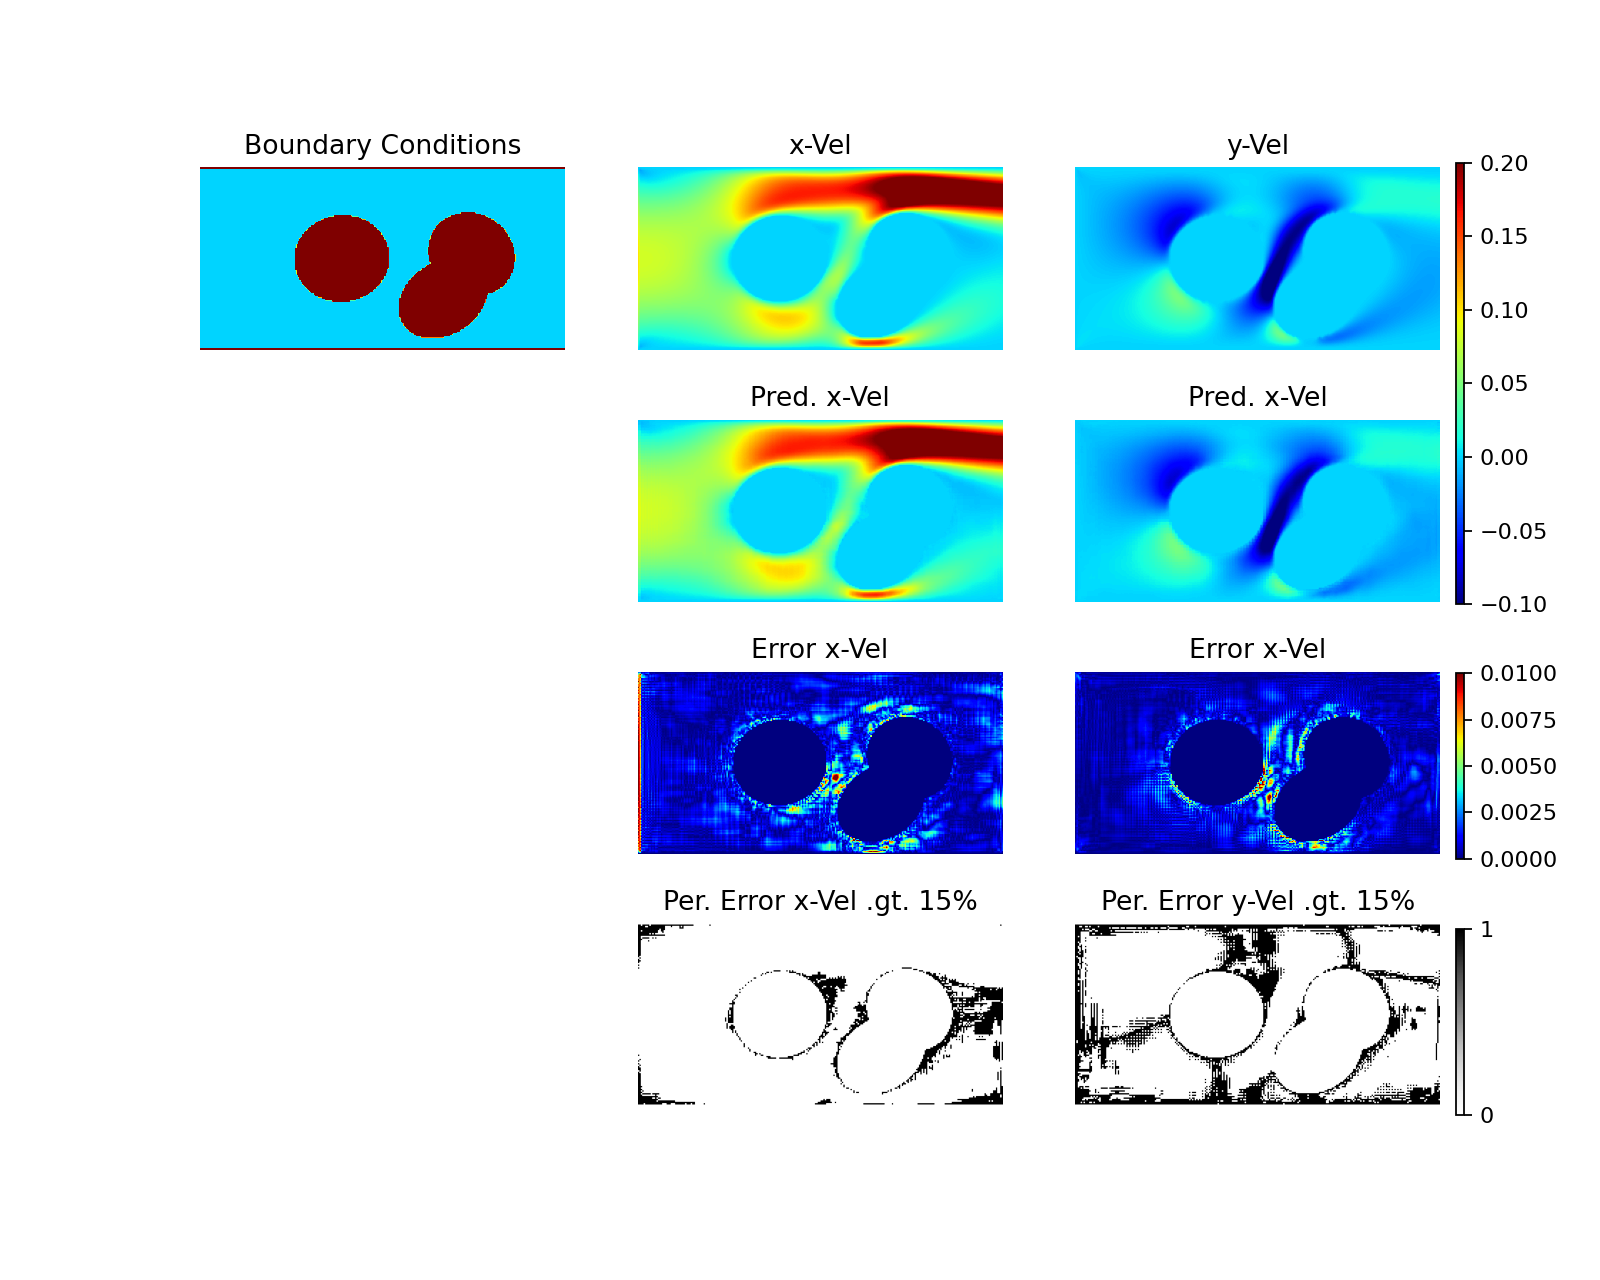 Boundary Conditions
x-Vel
y-Vel
0.20
0.15
0.10
0.05
0.00
−0.05
−0.10
Pred. x-Vel
Pred. x-Vel
Error x-Vel
Error x-Vel
0.0100
0.0075
0.0050
0.0025
0.0000
Per. Error x-Vel .gt. 15%
Per. Error y-Vel .gt. 15%
1
0